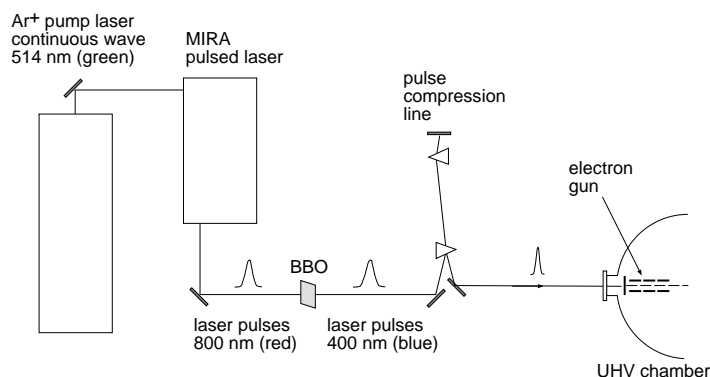 Ar+ pump laser
continuous wave
514 nm (green)
MIRA
pulsed laser
pulse
compression
line
electron
gun
BBO
laser pulses
800 nm (red)
laser pulses
400 nm (blue)
UHV chamber